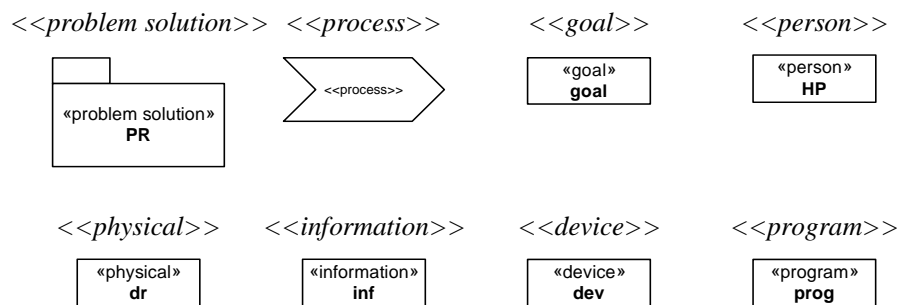 <<problem solution>> <<process>> <<goal>> <<person>>
«problem solution»
PR
<<process>>
«goal»
goal
«person»
HP
<<physical>> <<information>> <<device>> <<program>>
«physical»
dr
«information»
inf
«device»
dev
«program»
prog